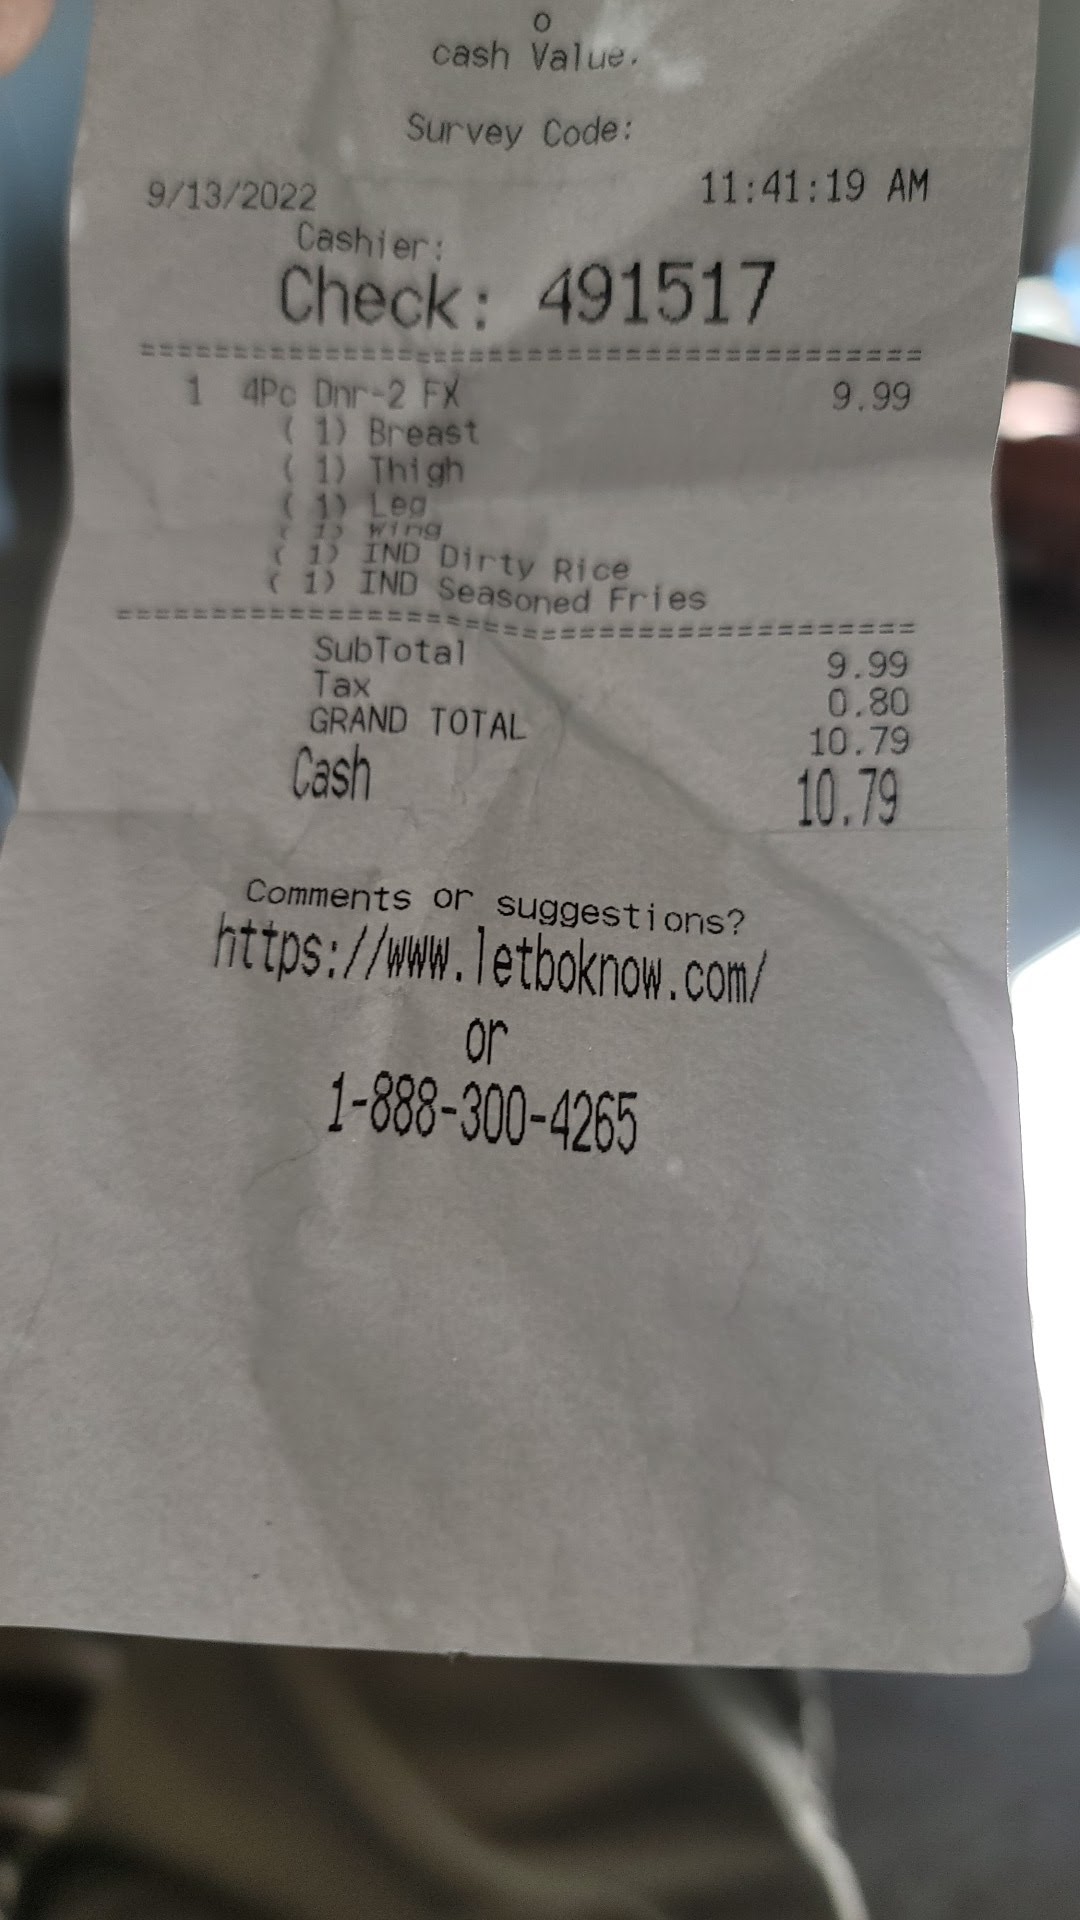 o
cash Value.
Survey Code:
9/13/2022 11:41:19 AM
Cashier:
Check: 491517
==========================================
1 4Pc Dnr-2 FX 9.99
( 1) Breast
( 1) Thigh
( 1) Leg
( 1) Wing
( 1) IND Dirty Rice
( 1) IND Seasoned Fries
==========================================
SubTotal 9.99
Tax 0.80
GRAND TOTAL 10.79
Cash 10.79
Comments or suggestions?
https://www.letboknow.com/
or
1-888-300-4265